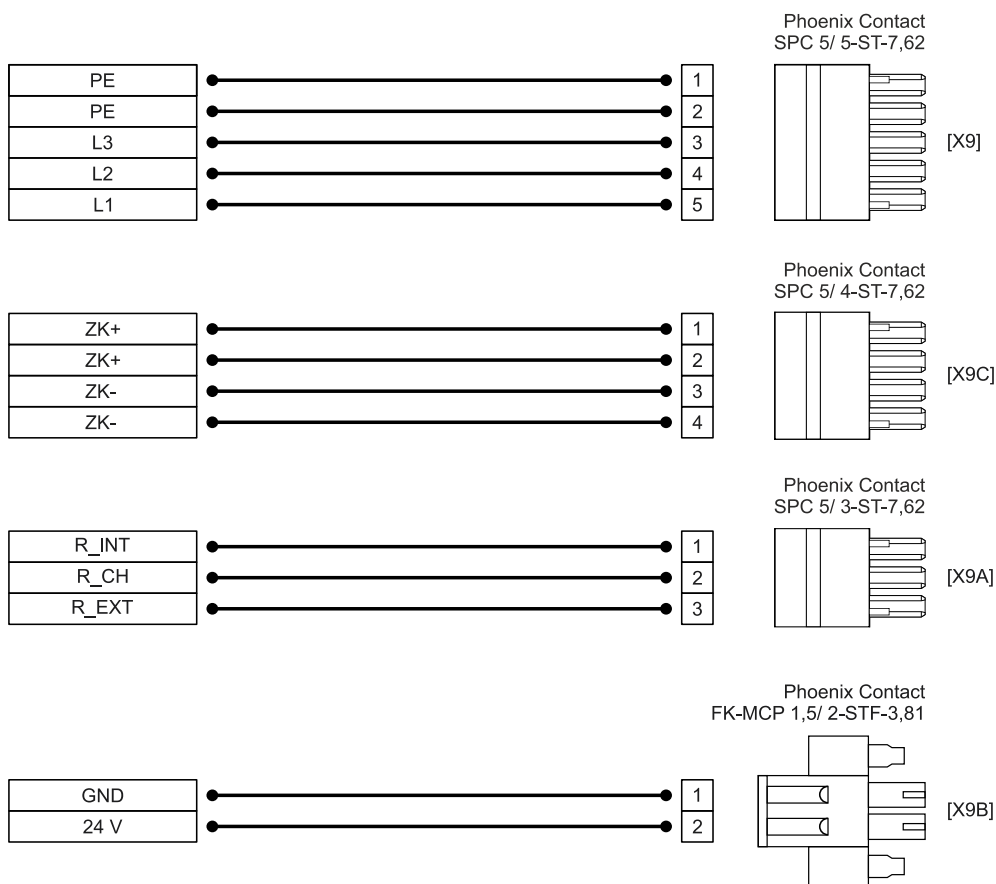 Phoenix Contact
SPC 5/ 5-ST-7,62
PE 1
PE 2
L3 3
L2 4
L1 5
[X9]
Phoenix Contact
SPC 5/ 4-ST-7,62
ZK+ 1
ZK+ 2
ZK- 3
ZK- 4
[X9C]
Phoenix Contact
SPC 5/ 3-ST-7,62
R_INT 1
R_CH 2
R_EXT 3
[X9A]
Phoenix Contact
FK-MCP 1,5/ 2-STF-3,81
GND 1
24 V 2
[X9B]